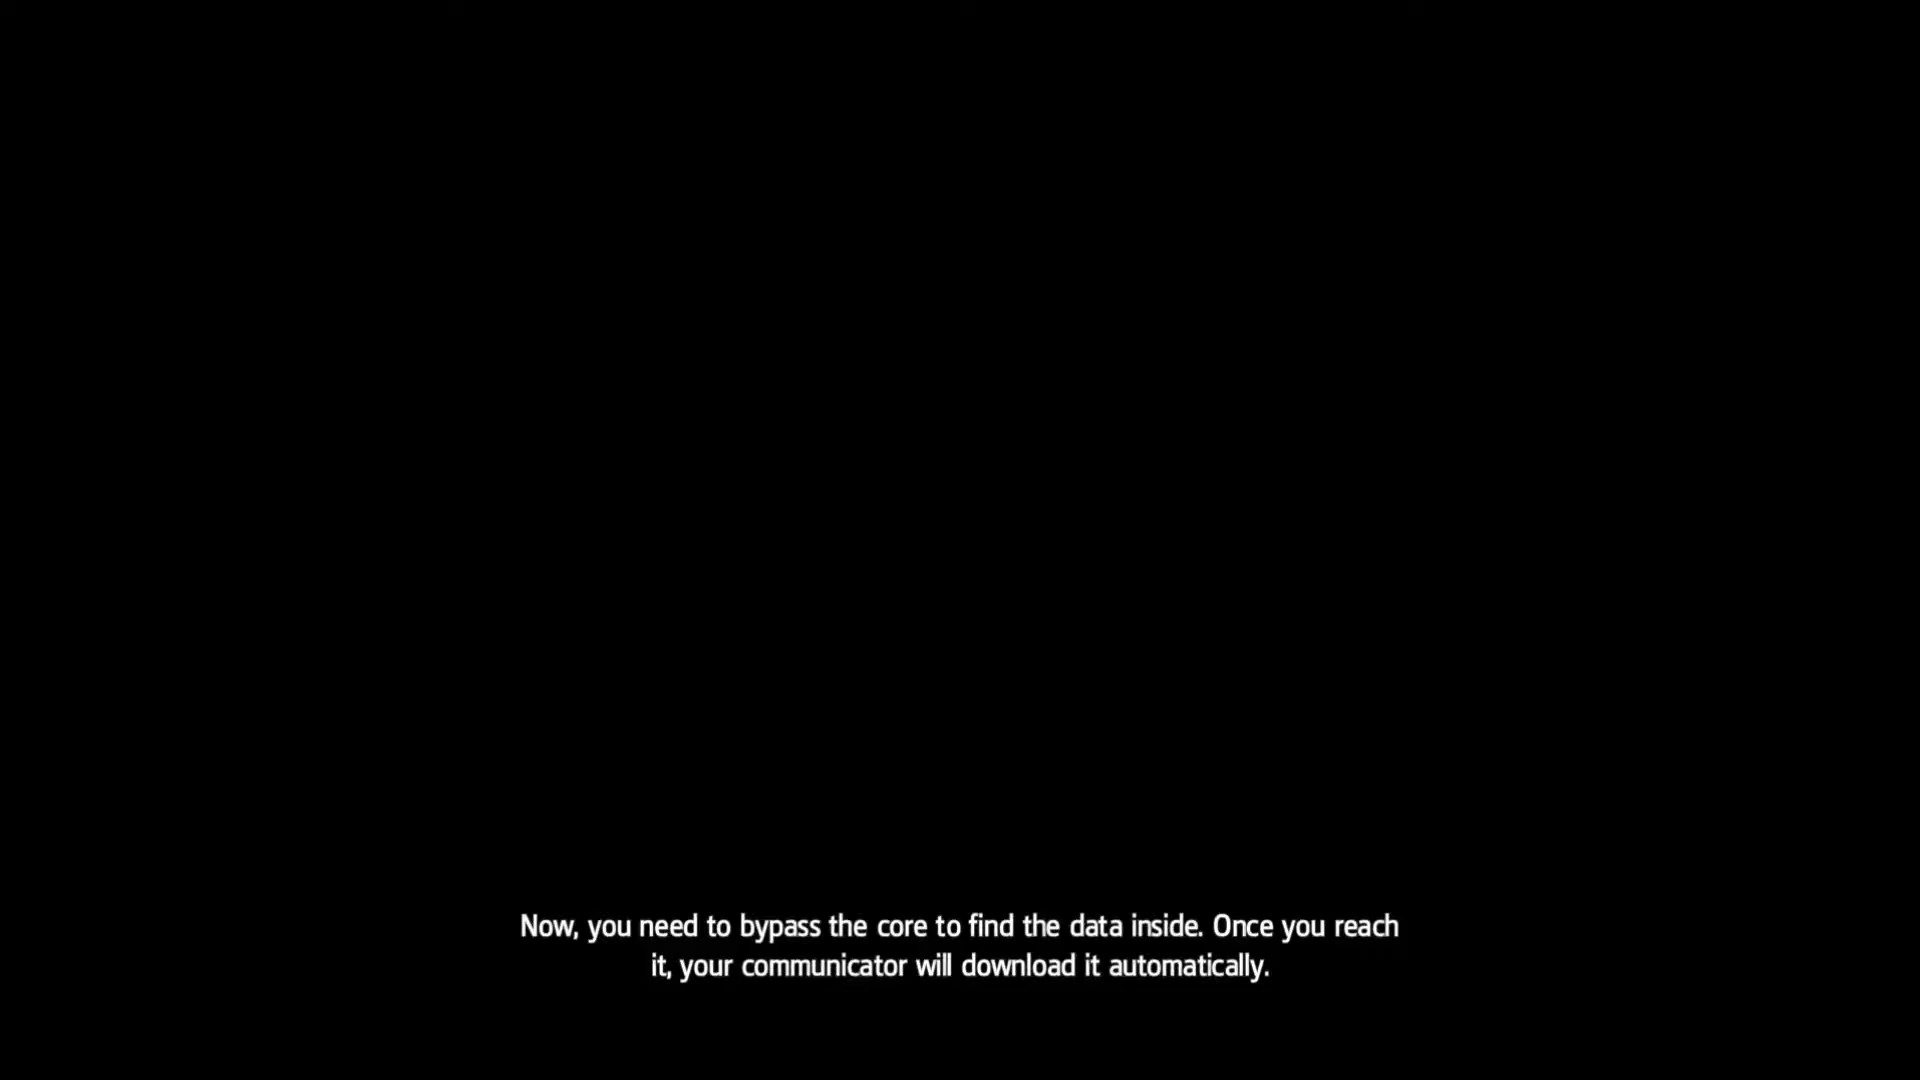 Now, you need to bypass the core to find the data inside. Once you reach
it, your communicator will download it automatically.